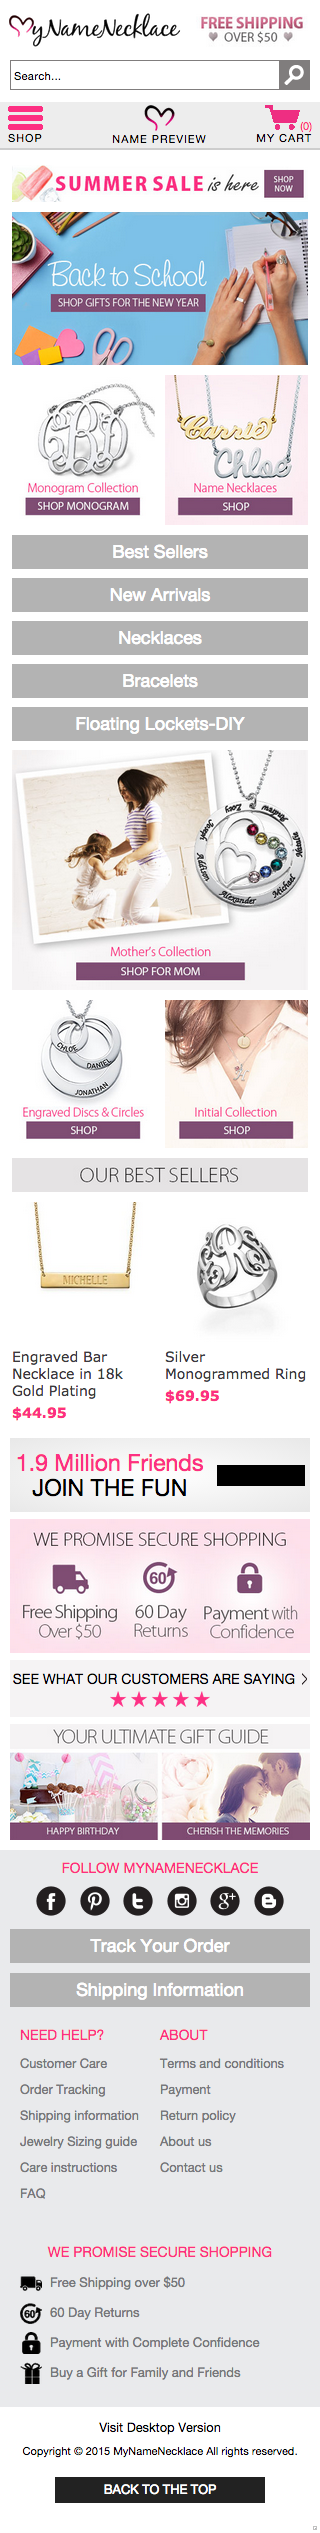 MyNameNecklace
FREE SHIPPING
OVER $50
Search...
SHOP
NAME PREVIEW
(0)
MY CART
SUMMER SALE is here
SHOP NOW
Back to School
SHOP GIFTS FOR THE NEW YEAR
Monogram Collection
SHOP MONOGRAM
Carrie
Chloe
Name Necklaces
SHOP
Best Sellers
New Arrivals
Necklaces
Bracelets
Floating Lockets-DIY
Joseph
Zoey
Andrew
Natalie
Michael
Alexander
Addison
Mother's Collection
SHOP FOR MOM
CHLOE
DANIEL
JONATHAN
Engraved Discs & Circles
SHOP
Initial Collection
SHOP
OUR BEST SELLERS
MICHELLE
R
Engraved Bar
Necklace in 18k
Gold Plating
$44.95
Silver
Monogrammed Ring
$69.95
1.9 Million Friends
JOIN THE FUN
WE PROMISE SECURE SHOPPING
60
Free Shipping
Over $50
60 Day
Returns
Payment with
Confidence
SEE WHAT OUR CUSTOMERS ARE SAYING >
YOUR ULTIMATE GIFT GUIDE
HAPPY BIRTHDAY
CHERISH THE MEMORIES
FOLLOW MYNAMENECKLACE
Track Your Order
Shipping Information
NEED HELP?
Customer Care
Order Tracking
Shipping information
Jewelry Sizing guide
Care instructions
FAQ
ABOUT
Terms and conditions
Payment
Return policy
About us
Contact us
WE PROMISE SECURE SHOPPING
Free Shipping over $50
60
60 Day Returns
Payment with Complete Confidence
Buy a Gift for Family and Friends
Visit Desktop Version
Copyright © 2015 MyNameNecklace All rights reserved.
BACK TO THE TOP